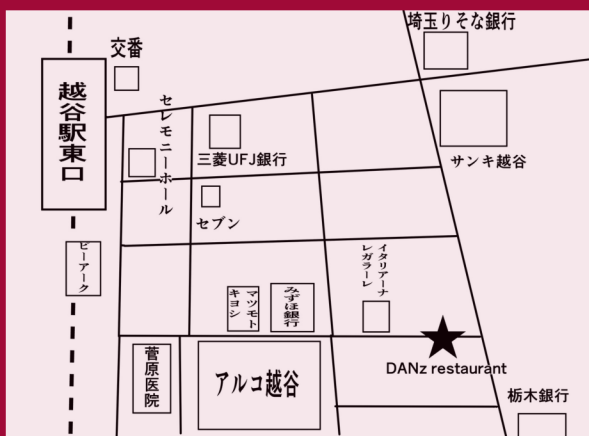 埼玉りそな銀行
交番
越谷駅東口
セレモニーホール
三菱UFJ銀行
サンキ越谷
セブン
ビーアーク
イタリアーナ
レガラーレ
マツモト
キヨシ
みずほ銀行
菅原医院
アルコ越谷
DANz restaurant
栃木銀行